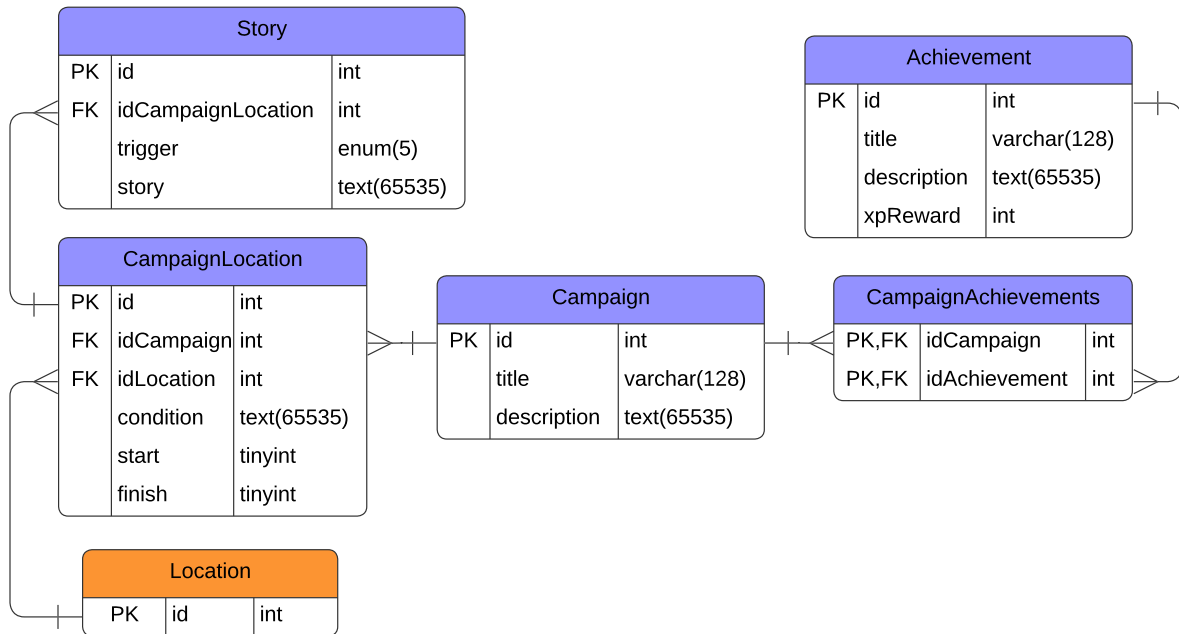 Story
PK id int
FK idCampaignLocation int
trigger enum(5)
story text(65535)
Achievement
PK id int
title varchar(128)
description text(65535)
xpReward int
CampaignLocation
PK id int
FK idCampaign int
FK idLocation int
condition text(65535)
start tinyint
finish tinyint
Campaign
PK id int
title varchar(128)
description text(65535)
CampaignAchievements
PK,FK idCampaign int
PK,FK idAchievement int
Location
PK id int